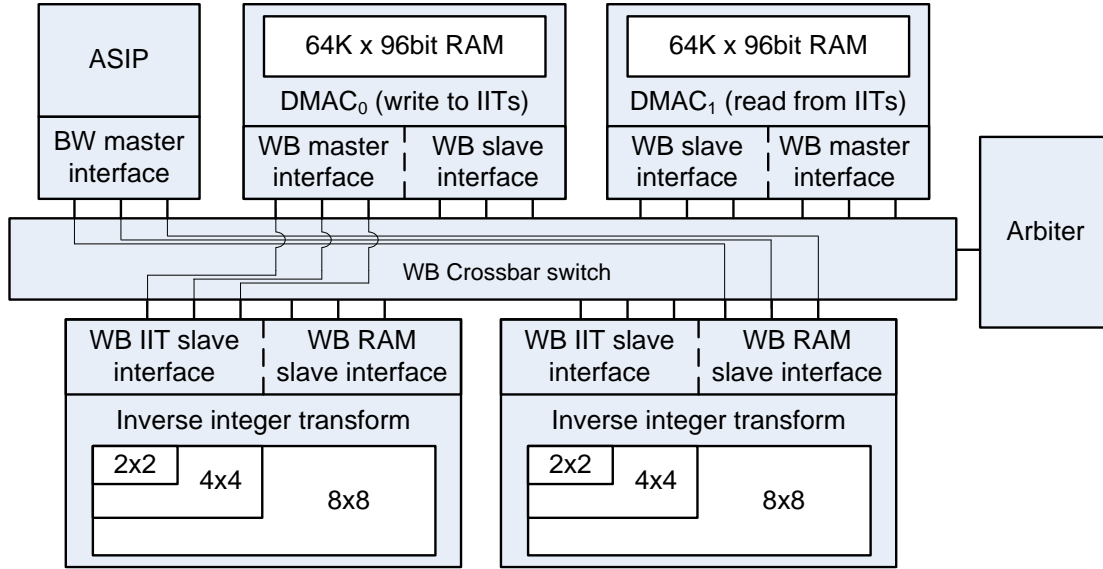 ASIP
BW master
interface
64K x 96bit RAM
DMAC0 (write to IITs)
WB master
interface
WB slave
interface
64K x 96bit RAM
DMAC1 (read from IITs)
WB slave
interface
WB master
interface
Arbiter
WB Crossbar switch
WB IIT slave
interface
WB RAM
slave interface
Inverse integer transform
2x2
4x4
8x8
WB IIT slave
interface
WB RAM
slave interface
Inverse integer transform
2x2
4x4
8x8